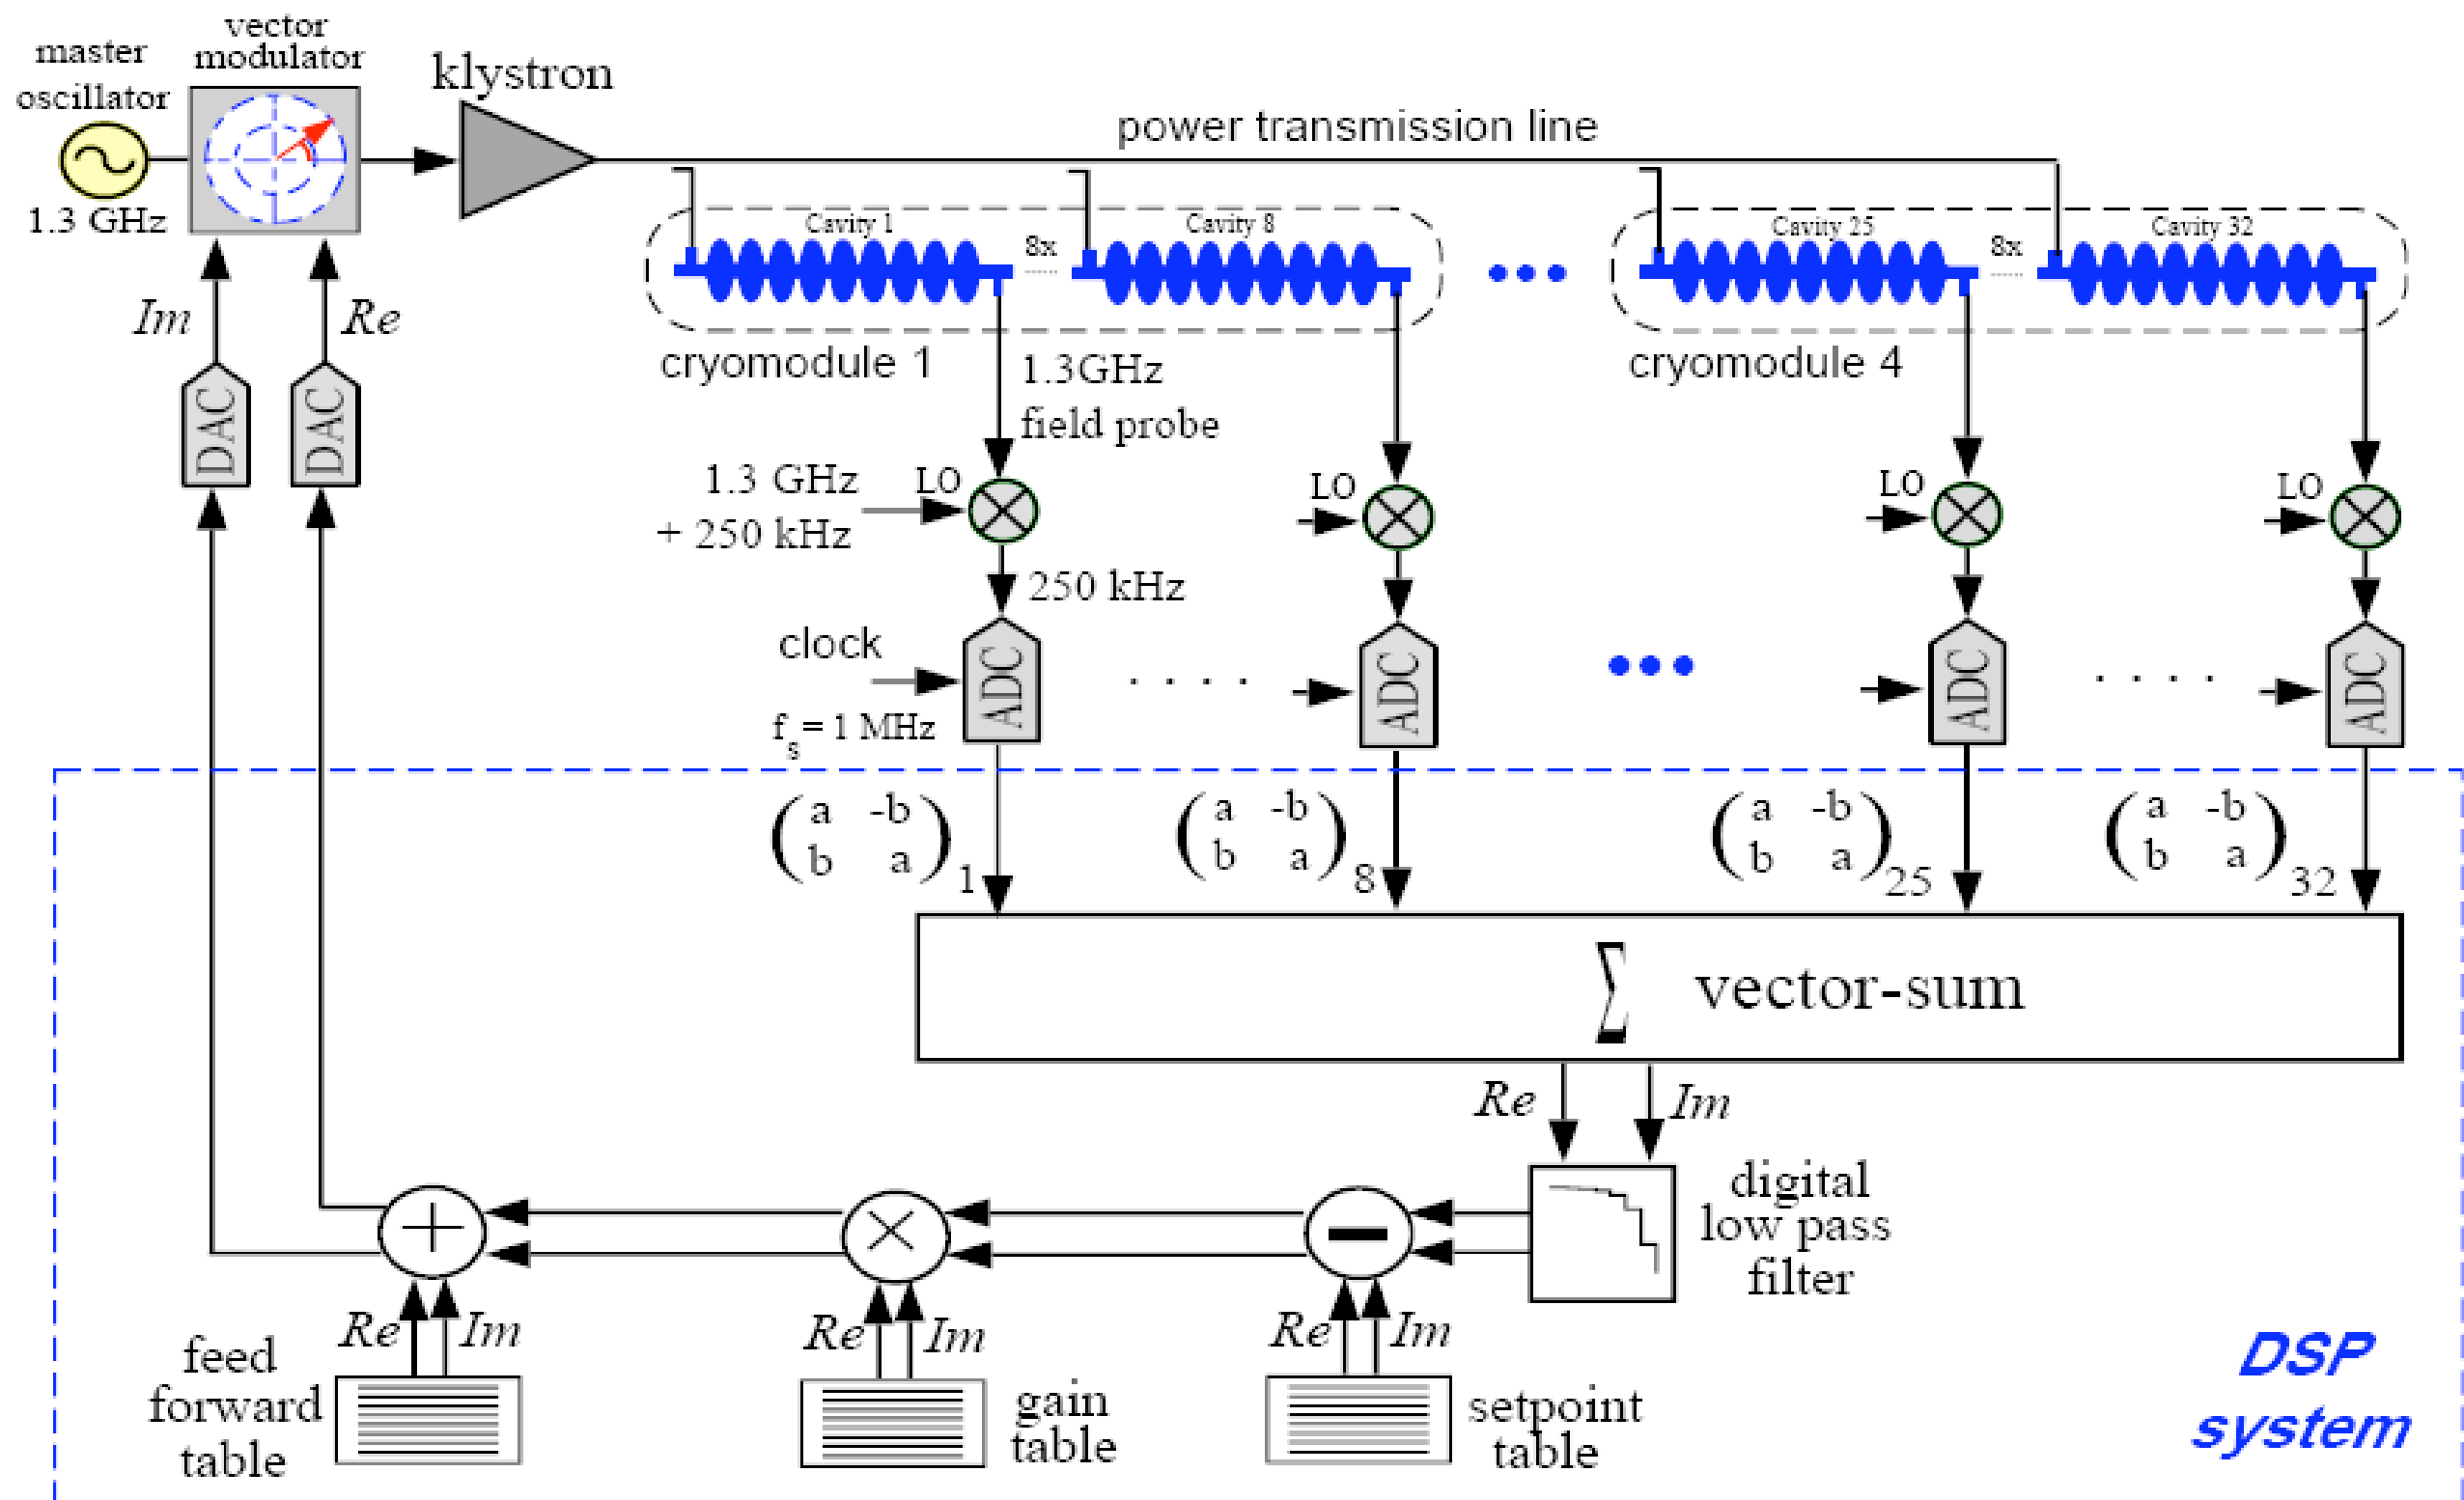 master
oscillator
1.3 GHz
vector
modulator
klystron
power transmission line
Cavity 1
8x
Cavity 8
Cavity 25
8x
Cavity 32
cryomodule 1
cryomodule 4
Im
Re
DAC
DAC
1.3GHz
field probe
1.3 GHz
+ 250 kHz
LO
LO
LO
LO
250 kHz
clock
f_s = 1 MHz
ADC
ADC
ADC
ADC
(a -b
b a)1
(a -b
b a)8
(a -b
b a)25
(a -b
b a)32
∑ vector-sum
Re
Im
digital
low pass
filter
+
×
−
Re Im
Re Im
Re Im
feed
forward
table
gain
table
setpoint
table
DSP
system